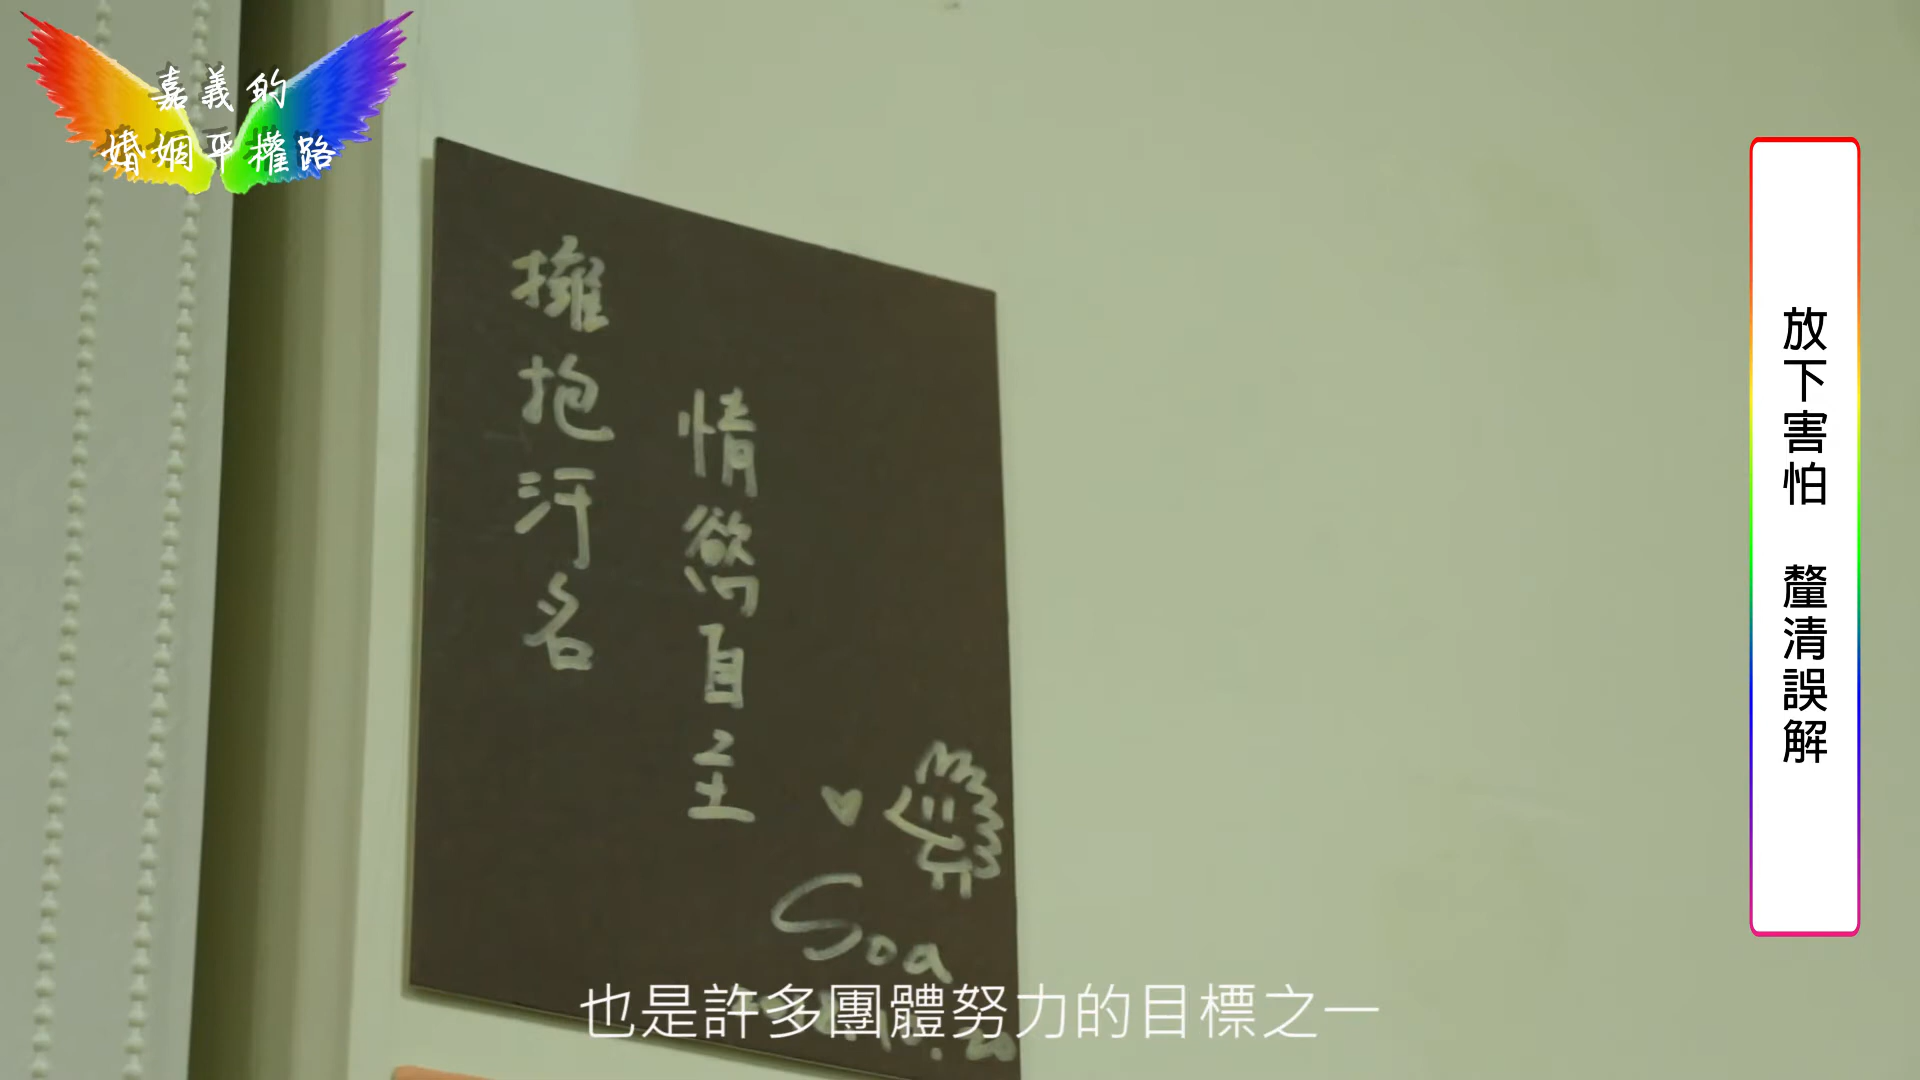 嘉義的
婚姻平權路
擁抱汙名
情慾自主
Soa
放下害怕　釐清誤解
也是許多團體努力的目標之一